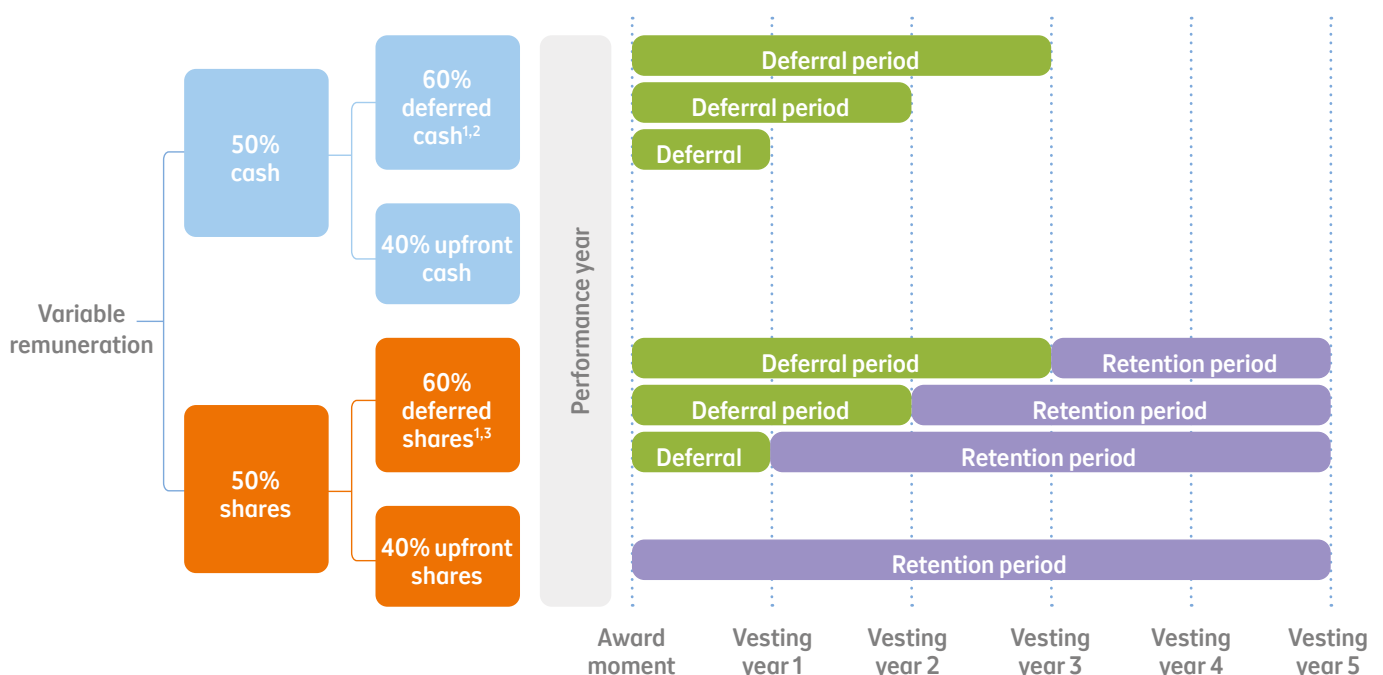 Variable
remuneration
50%
cash
60%
deferred
cash1,2
40% upfront
cash
50%
shares
60%
deferred
shares1,3
40% upfront
shares
Performance year
Deferral period
Deferral period
Deferral
Deferral period
Retention period
Deferral period
Retention period
Deferral
Retention period
Retention period
Award
moment
Vesting
year 1
Vesting
year 2
Vesting
year 3
Vesting
year 4
Vesting
year 5